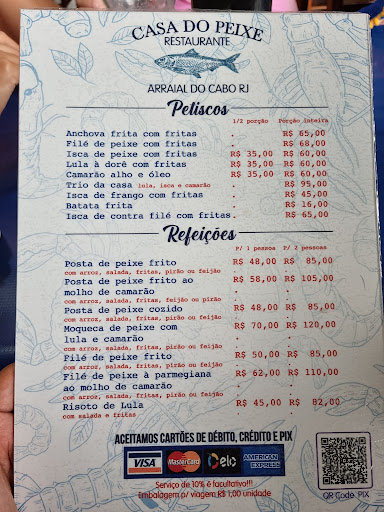 CASA DO PEIXE
RESTAURANTE
ARRAIAL DO CABO RJ
Petiscos
1/2 porção Porção inteira
Anchova frita com fritas . R$ 65,00
Filé de peixe com fritas . R$ 68,00
Isca de peixe com fritas R$ 35,00 R$ 60,00
Lula à dorê com fritas R$ 35,00 R$ 60,00
Camarão alho e óleo R$ 35,00 R$ 60,00
Trio da casa lula, isca e camarão . R$ 95,00
Isca de frango com fritas . R$ 45,00
Batata frita . R$ 16,00
Isca de contra filé com fritas. R$ 65,00
Refeições
P/ 1 pessoa P/ 2 pessoas
Posta de peixe frito R$ 48,00 R$ 85,00
com arros, salada, fritas, pirão ou feijão
Posta de peixe frito ao R$ 58,00 R$ 105,00
molho de camarão
com arroz, salada, fritas, feijão ou pirão
Posta de peixe cozido R$ 48,00 R$ 85,00
com arros, salada, fritas, pirão ou feijão
Moqueca de peixe com R$ 70,00 R$ 120,00
lula e camarão
com arros, salada, fritas, pirão ou feijão
Filé de peixe frito R$ 50,00 R$ 85,00
com arros, salada, fritas, pirão ou feijão
Filé de peixe à parmegiana R$ 62,00 R$ 110,00
ao molho de camarão
com arros, salada, fritas, pirão ou feijão
Risoto de Lula R$ 45,00 R$ 82,00
com salada e fritas
ACEITAMOS CARTÕES DE DÉBITO, CRÉDITO E PIX
VISA MasterCard elo AMERICAN EXPRESS
Serviço de 10% é facultativa!!!
Embalagem p/ viagem R$ 1,00 unidade
QR Code PIX